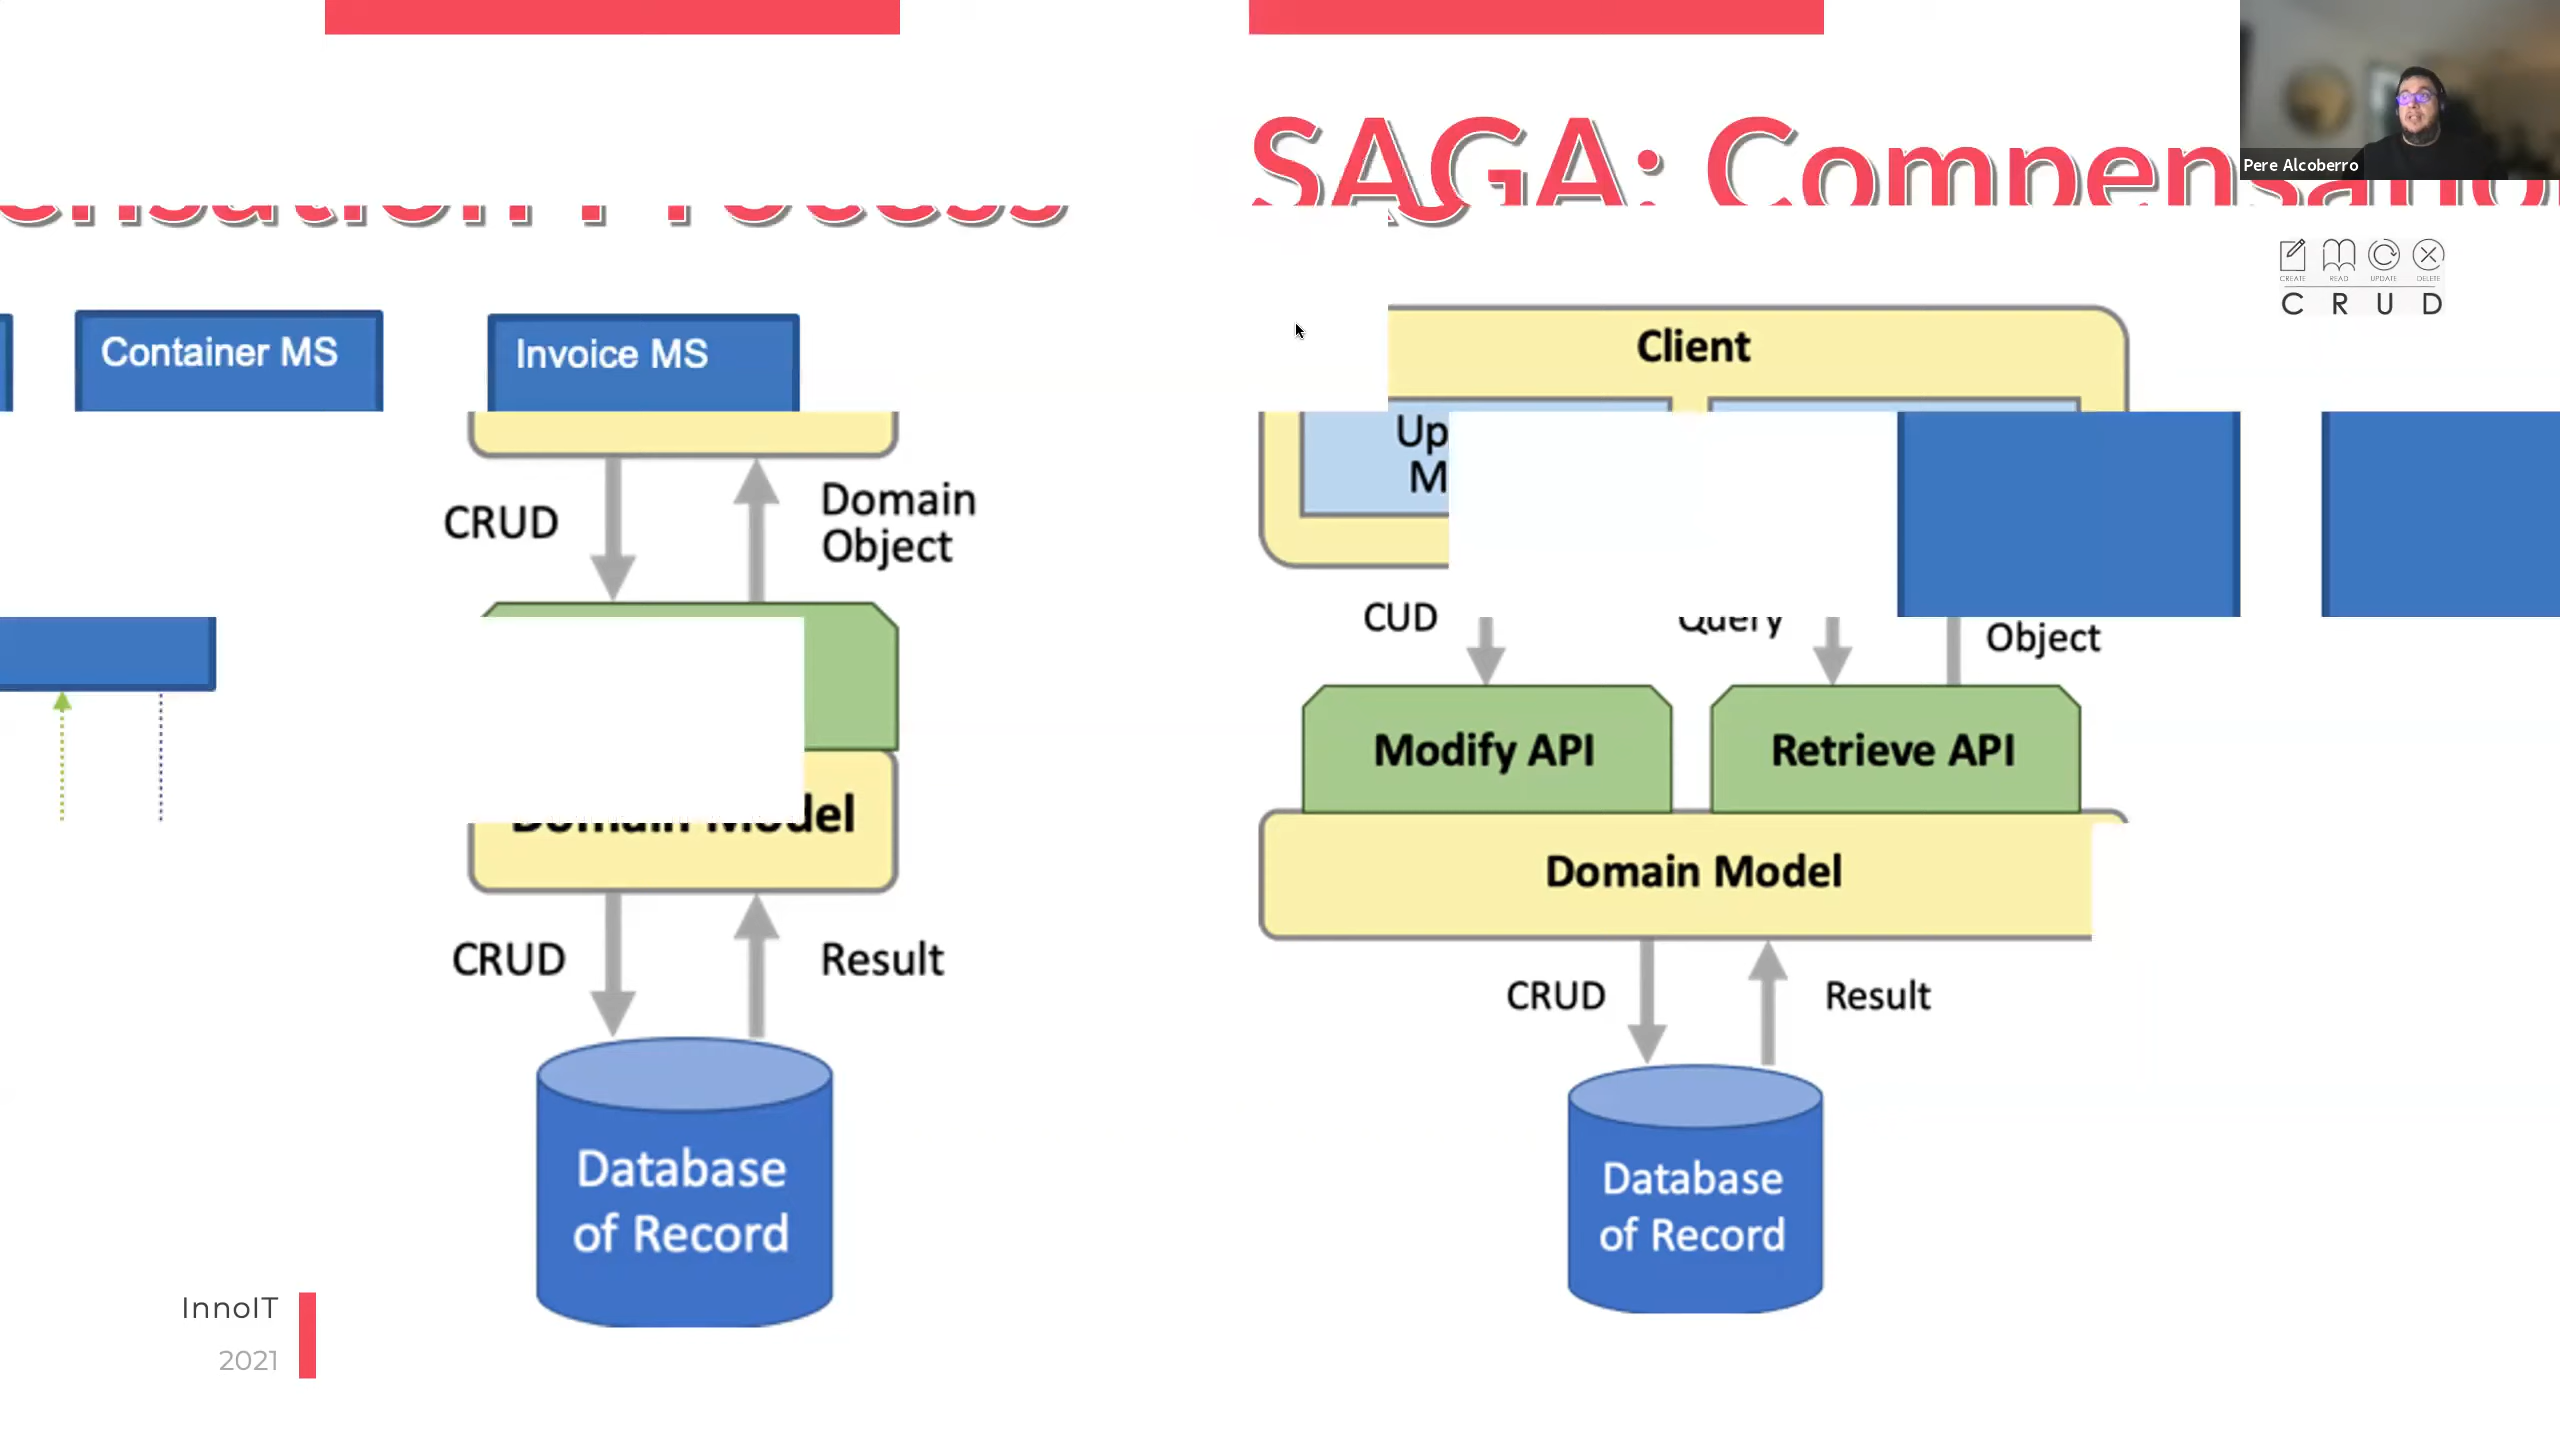 SAGA: Compensatio
ensation Process
Pere Alcoberro
CREATE READ UPDATE DELETE
C R U D
Container MS
Invoice MS
Client
Up
M
CRUD
Domain
Object
CUD
Query
Object
Modify API
Retrieve API
Domain Model
Domain Model
CRUD
Result
CRUD
Result
Database
of Record
Database
of Record
InnoIT
2021